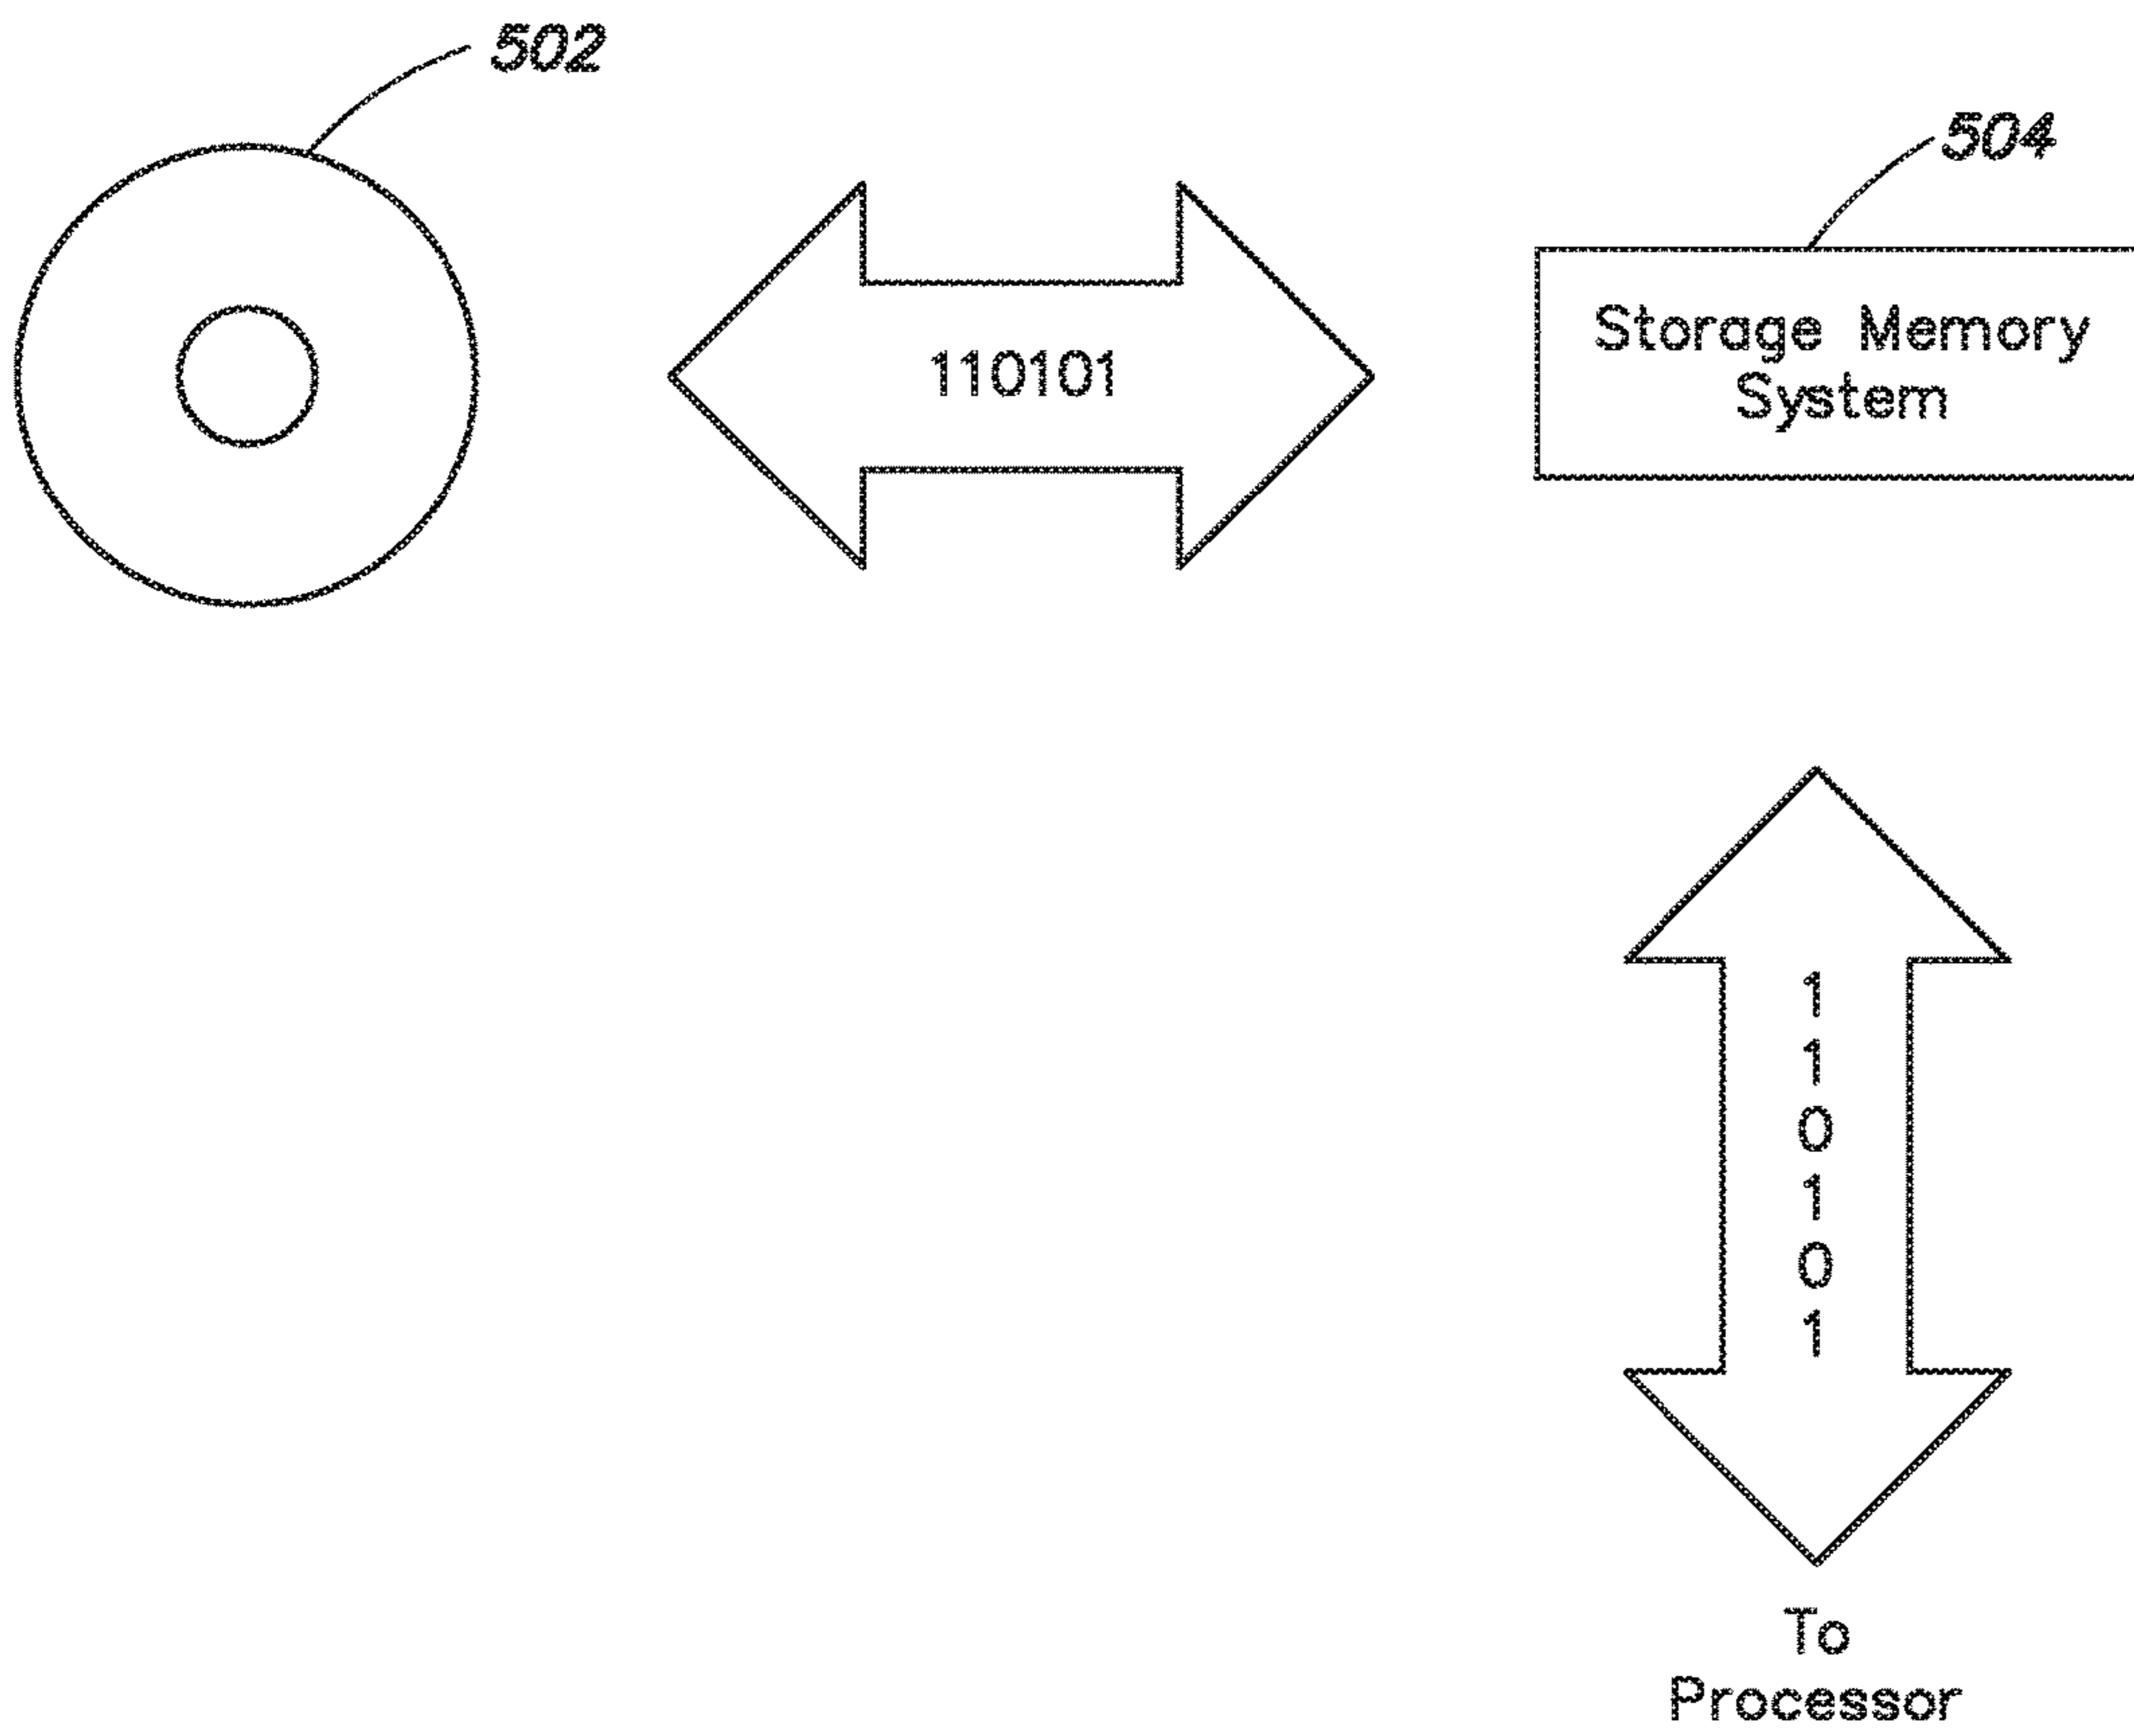 502
504
110101
Storage Memory
System
1
1
0
1
0
1
To
Processor